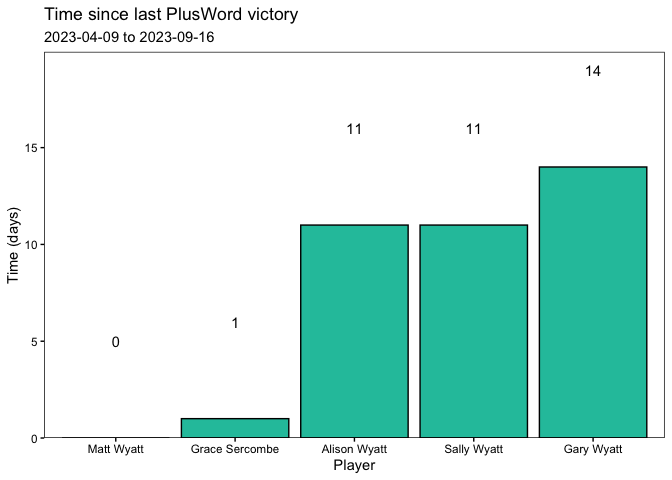 Time since last PlusWord victory
2023-04-09 to 2023-09-16
14
11 11
15
Time (days)
10
1
5
0
0
Matt Wyatt Grace Sercombe Alison Wyatt Sally Wyatt Gary Wyatt
Player